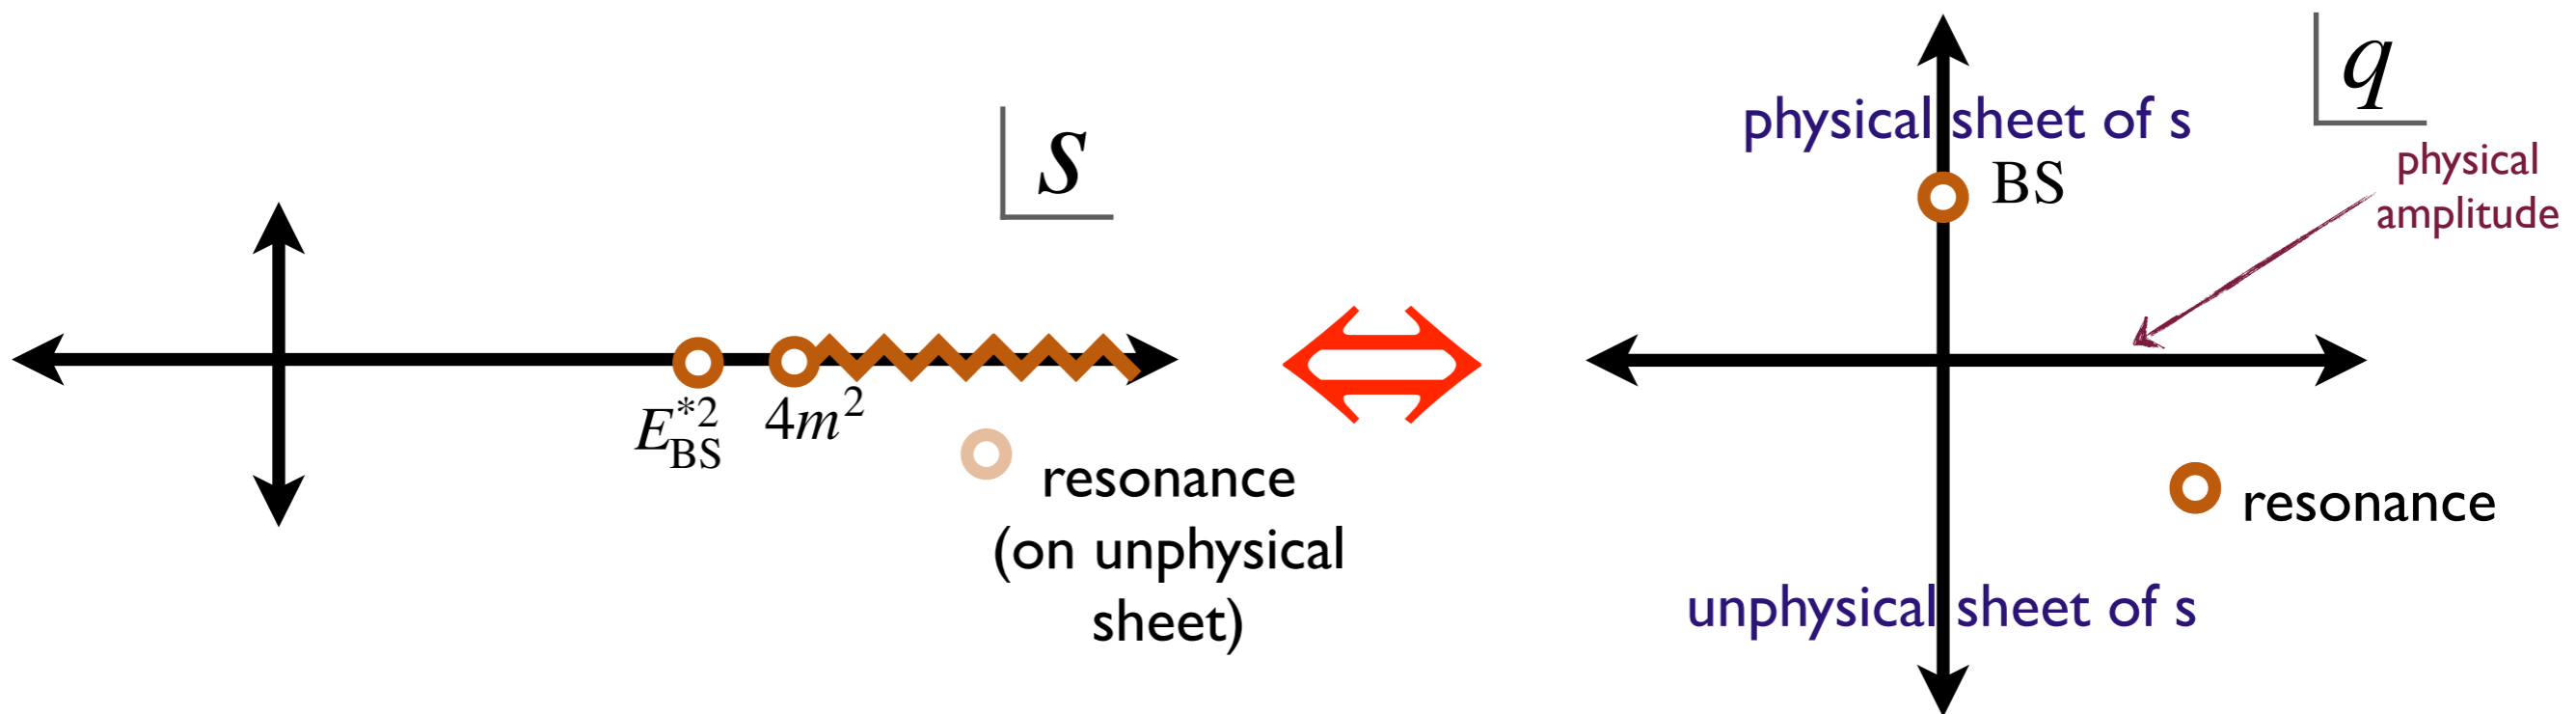 s
E*2BS
4m2
resonance
(on unphysical
sheet)
q
physical sheet of s
BS
physical
amplitude
resonance
unphysical sheet of s